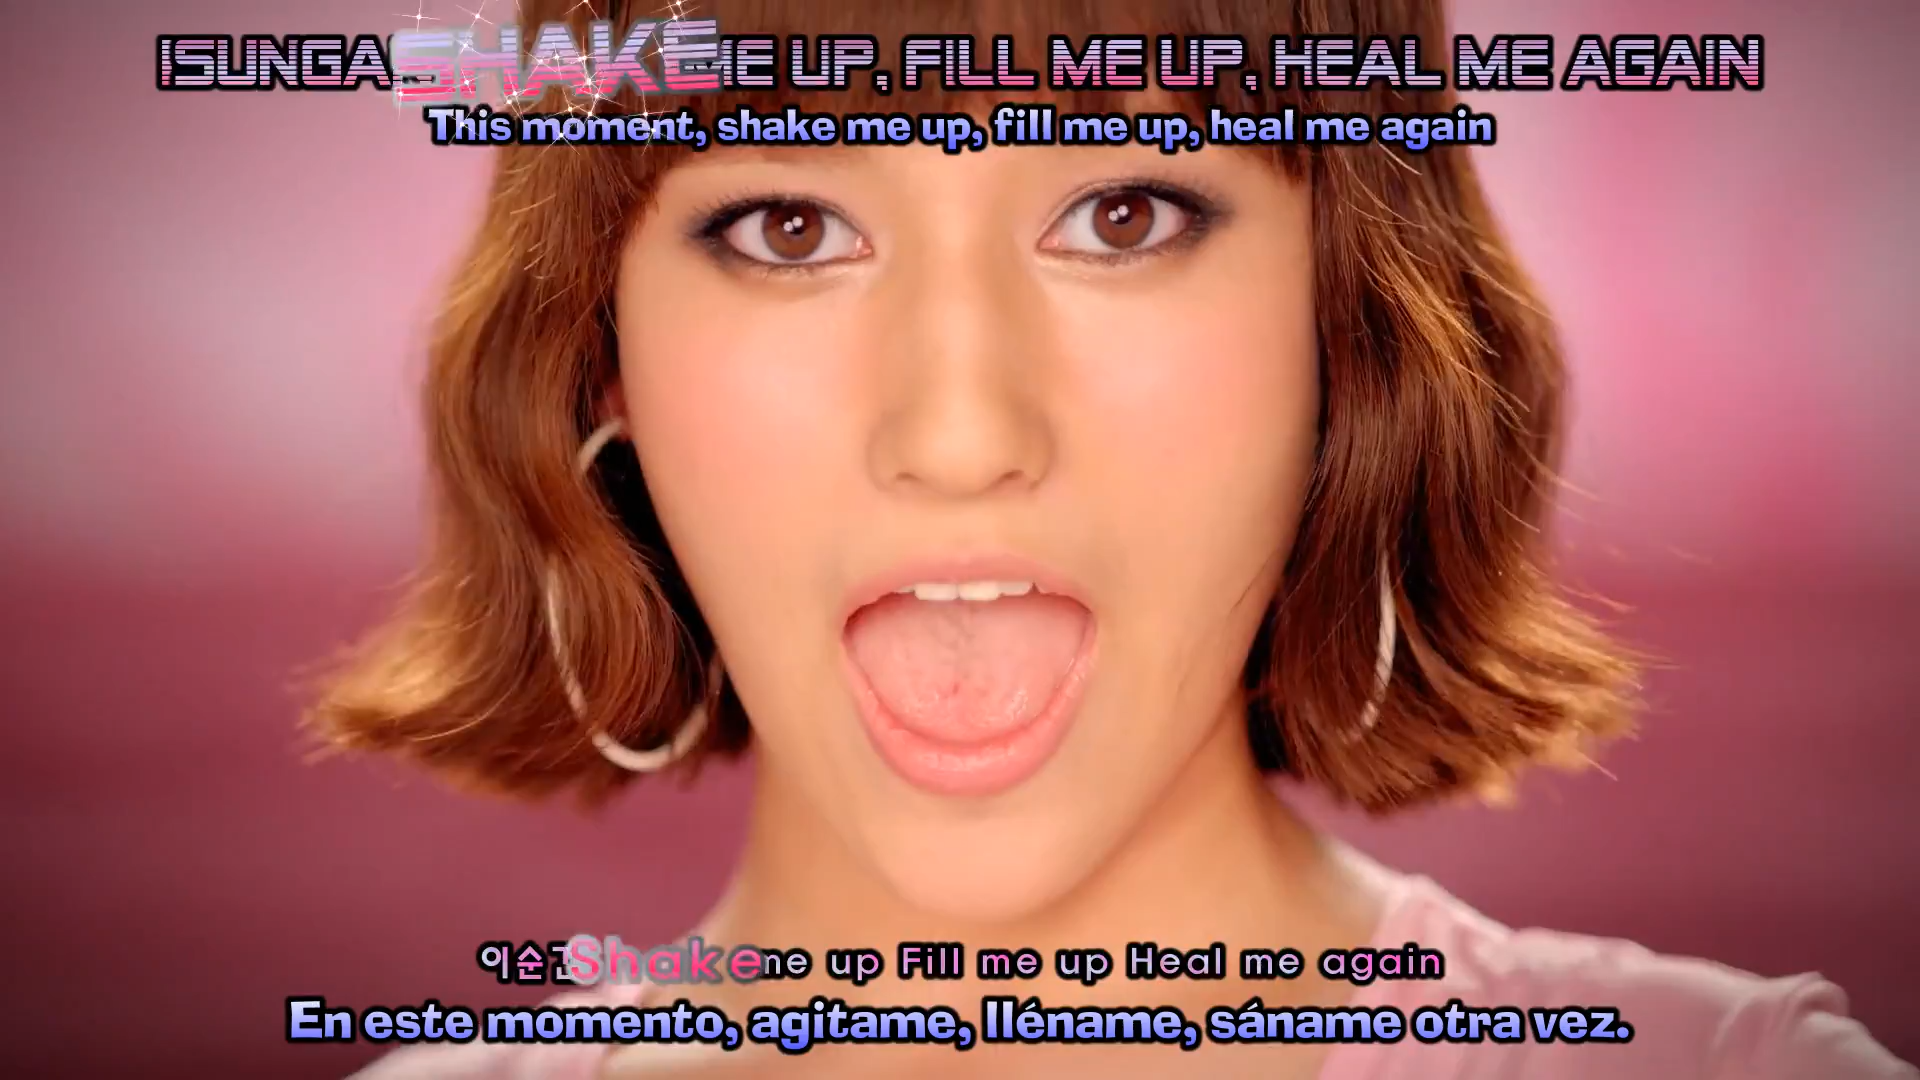 ISUNGA SHAKE ME UP, FILL ME UP, HEAL ME AGAIN
This moment, shake me up, fill me up, heal me again
이순간 Shake me up Fill me up Heal me again
En este momento, agitame, lléname, sáname otra vez.